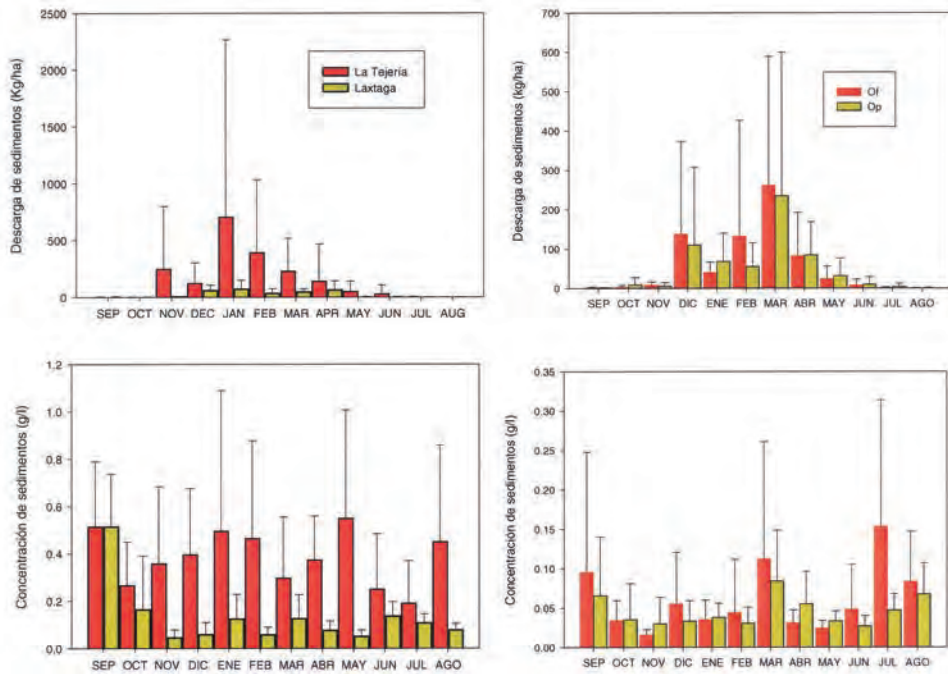 Descarga de sedimentos (Kg/ha)
2500
2000
1500
1000
500
0
La Tejería
Laxtaga
SEP OCT NOV DEC JAN FEB MAR APR MAY JUN JUL AUG
Descarga de sedimentos (kg/ha)
700
600
500
400
300
200
100
0
Of
Op
SEP OCT NOV DIC ENE FEB MAR ABR MAY JUN JUL AGO
Concentración de sedimentos (g/l)
1.2
1.0
0.8
0.6
0.4
0.2
0.0
SEP OCT NOV DIC ENE FEB MAR ABR MAY JUN JUL AGO
Concentración de sedimentos (g/l)
0.35
0.30
0.25
0.20
0.15
0.10
0.05
0.00
SEP OCT NOV DIC ENE FEB MAR ABR MAY JUN JUL AGO